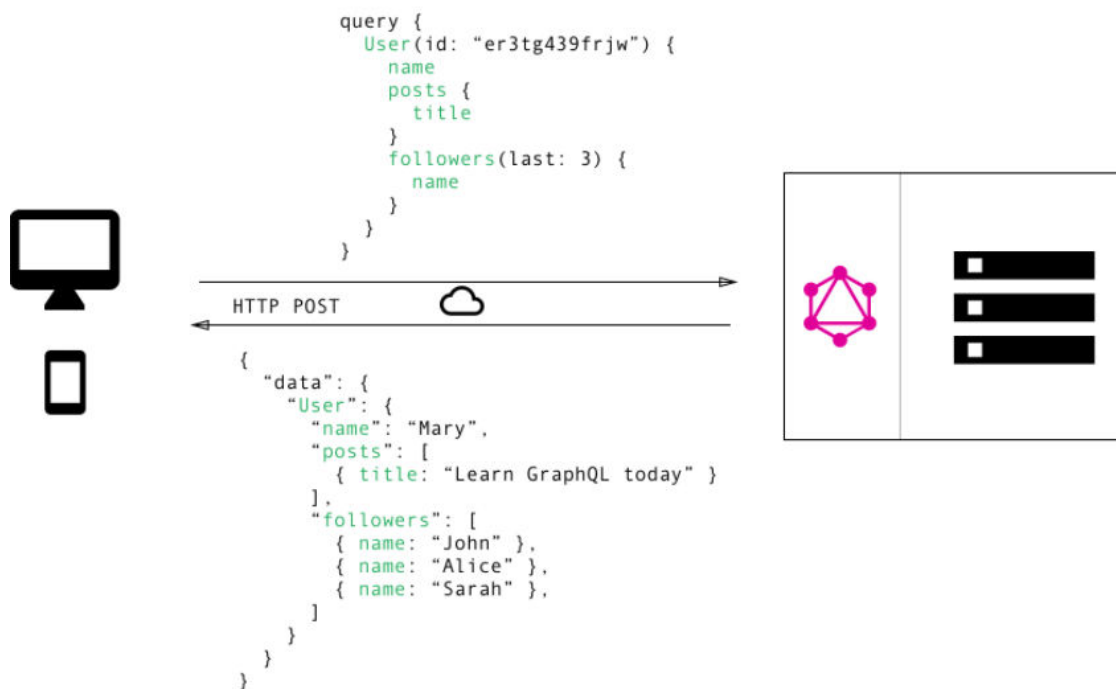 query {
User(id: “er3tg439frjw”) {
name
posts {
title
}
followers(last: 3) {
name
}
}
}
HTTP POST
{
“data”: {
“User”: {
“name”: “Mary”,
“posts”: [
{ title: “Learn GraphQL today” }
],
“followers”: [
{ name: “John” },
{ name: “Alice” },
{ name: “Sarah” },
]
}
}
}